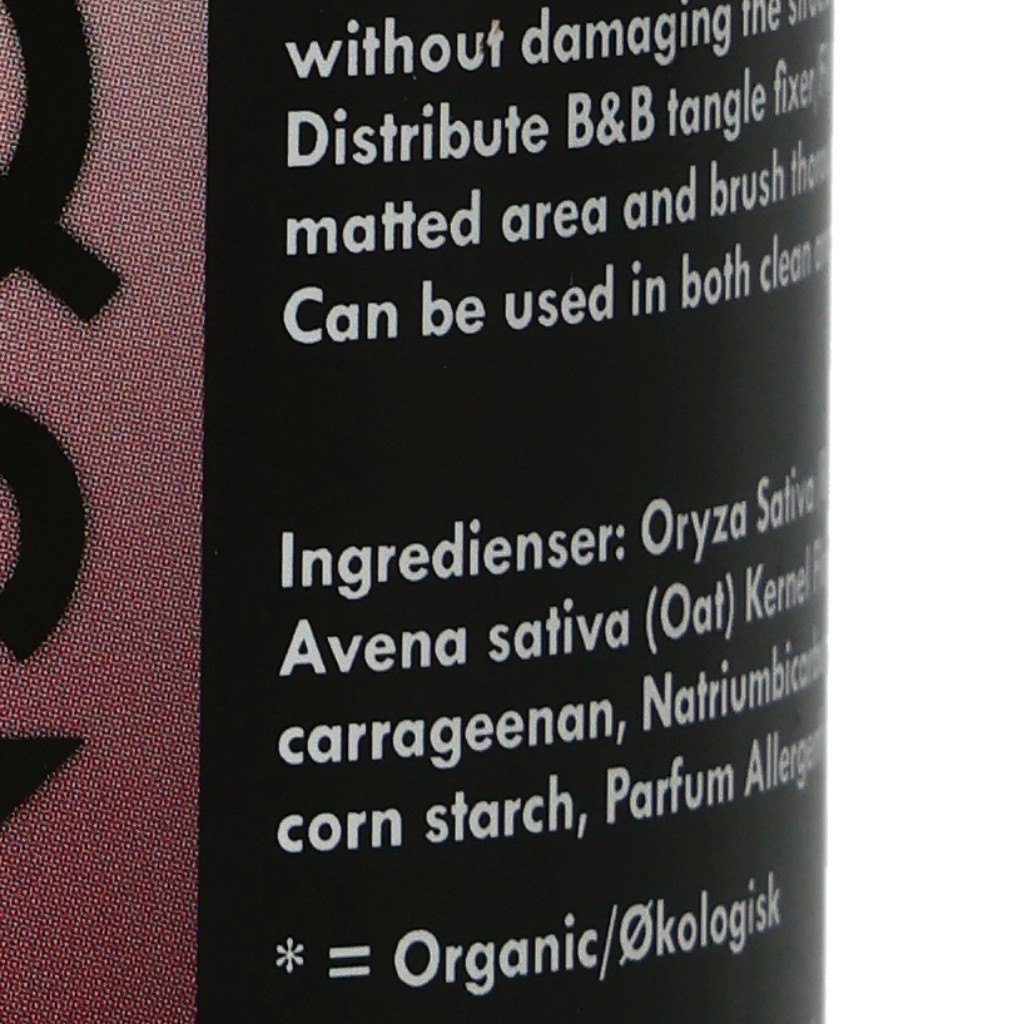 without damaging the
Distribute B&B tangle fixer
matted area and brush
Can be used in both clean
Ingredienser: Oryza Sativa
Avena sativa (Oat) Kernel
carrageenan,
corn starch, Parfum
* = Organic/Økologisk